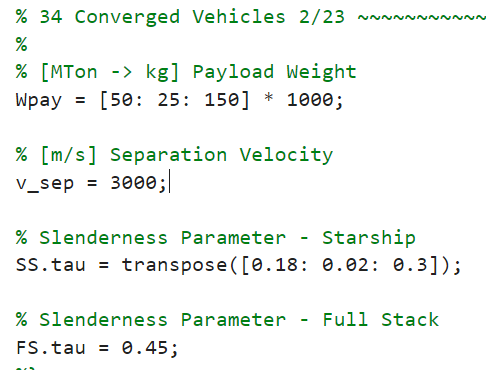 % 34 Converged Vehicles 2/23 ~~~~~~~~~~~
%
% [MTon -> kg] Payload Weight
Wpay = [50: 25: 150] * 1000;
% [m/s] Separation Velocity
v_sep = 3000;
% Slenderness Parameter - Starship
SS.tau = transpose([0.18: 0.02: 0.3]);
% Slenderness Parameter - Full Stack
FS.tau = 0.45;